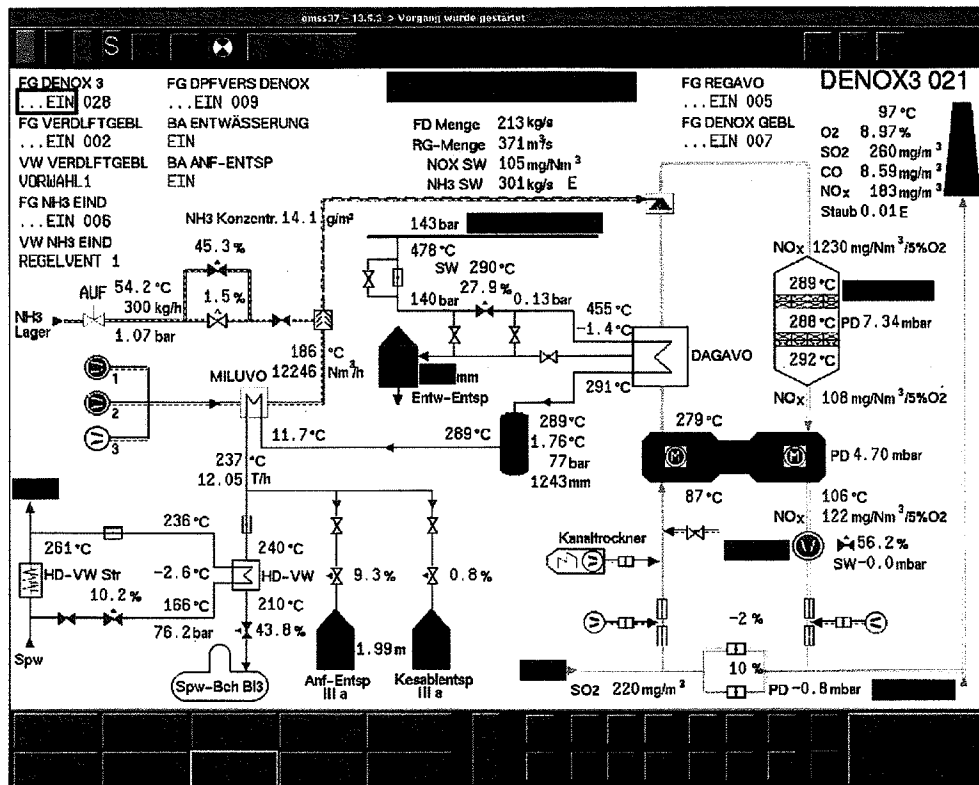 omss37 - 13.5.3 > Vorgang wurde gestartet
S
DENOX3 021
FG DENOX 3
...EIN 028
FG VERDLFTGEBL
...EIN 002
VW VERDLFTGEBL
VORWAHL1
FG NH3 EIND
...EIN 006
VW NH3 EIND
REGELVENT 1
FG DPFVERS DENOX
...EIN 009
BA ENTWÄSSERUNG
EIN
BA ANF-ENTSP
EIN
FD Menge 213 kg/s
RG-Menge 371 m³/s
NOX SW 105 mg/Nm³
NH3 SW 301 kg/s E
FG REGAVO
...EIN 005
FG DENOX GEBL
...EIN 007
97 °C
O2 8.97 %
SO2 260 mg/m³
CO 8.59 mg/m³
NOx 183 mg/m³
Staub 0.01 E
NH3 Konzentr. 14.1 g/m²
45.3 %
AUF
54.2 °C
300 kg/h
1.5 %
NH3
Lager
1.07 bar
186 °C
12246 Nm³/h
1
2
3
MILUVO
11.7 °C
237 °C
12.05 T/h
143 bar
478 °C
SW 290 °C
27.9 %
140 bar
0.13 bar
455 °C
-1.4 °C
DAGAVO
291 °C
mm
Entw-Entsp
289 °C
289 °C
1.76 °C
77 bar
1243 mm
NOx 1230 mg/Nm³/5%O2
289 °C
288 °C
PD 7.34 mbar
292 °C
NOx 108 mg/Nm³/5%O2
279 °C
M
M
PD 4.70 mbar
87 °C
106 °C
NOx 122 mg/Nm³/5%O2
56.2 %
SW -0.0 mbar
Kanaltrockner
-2 %
10 %
SO2 220 mg/m³
PD -0.8 mbar
236 °C
261 °C
HD-VW Str
-2.6 °C
10.2 %
166 °C
76.2 bar
Spw
240 °C
HD-VW
210 °C
43.8 %
Spw-Bch Bl3
9.3 %
0.8 %
1.99 m
Anf-Entsp
III a
Kesablentsp
III a